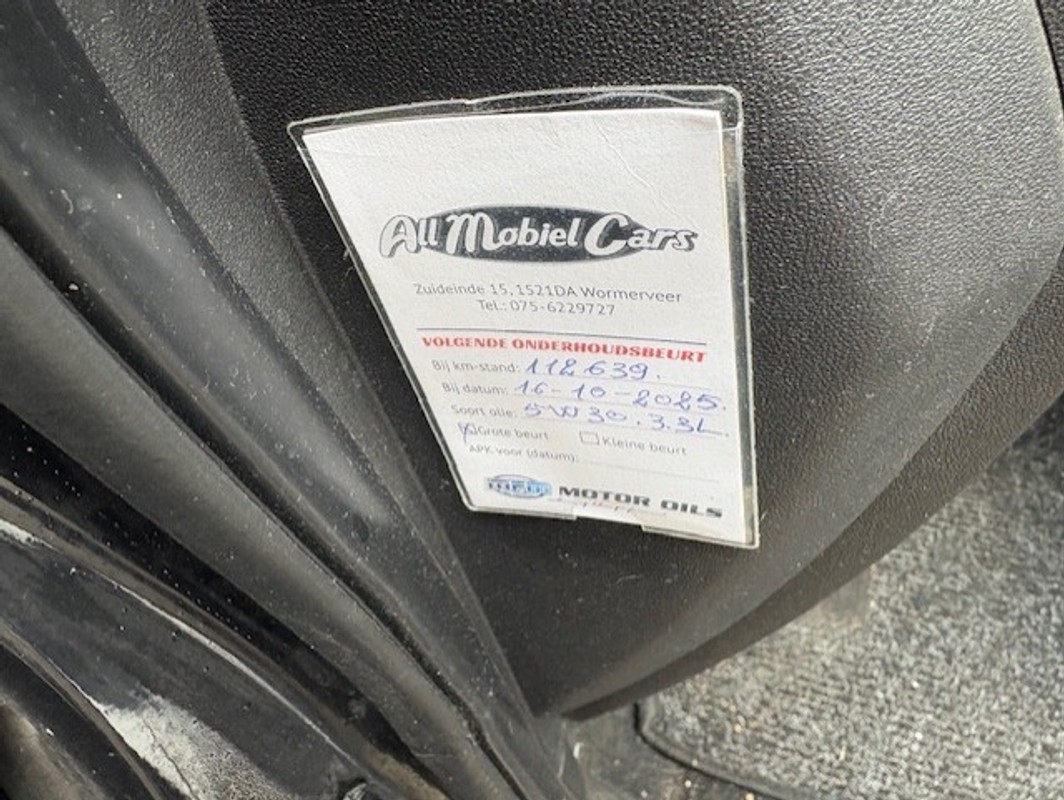 All Mobiel Cars
Zuideinde 15, 1521DA Wormerveer
Tel.: 075-6229727
VOLGENDE ONDERHOUDSBEURT
Bij km-stand: 112.639.
Bij datum: 16-10-2025.
Soort olie: 5W30. 3.3L.
Grote beurt Kleine beurt
APK voor (datum):
MOTOR OILS